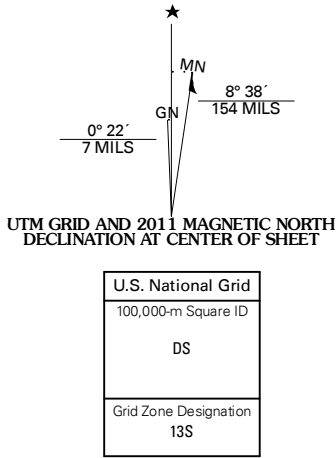 ★
MN
8° 38´
154 MILS
GN
0° 22´
7 MILS
UTM GRID AND 2011 MAGNETIC NORTH
DECLINATION AT CENTER OF SHEET
U.S. National Grid
100,000-m Square ID
DS
Grid Zone Designation
13S